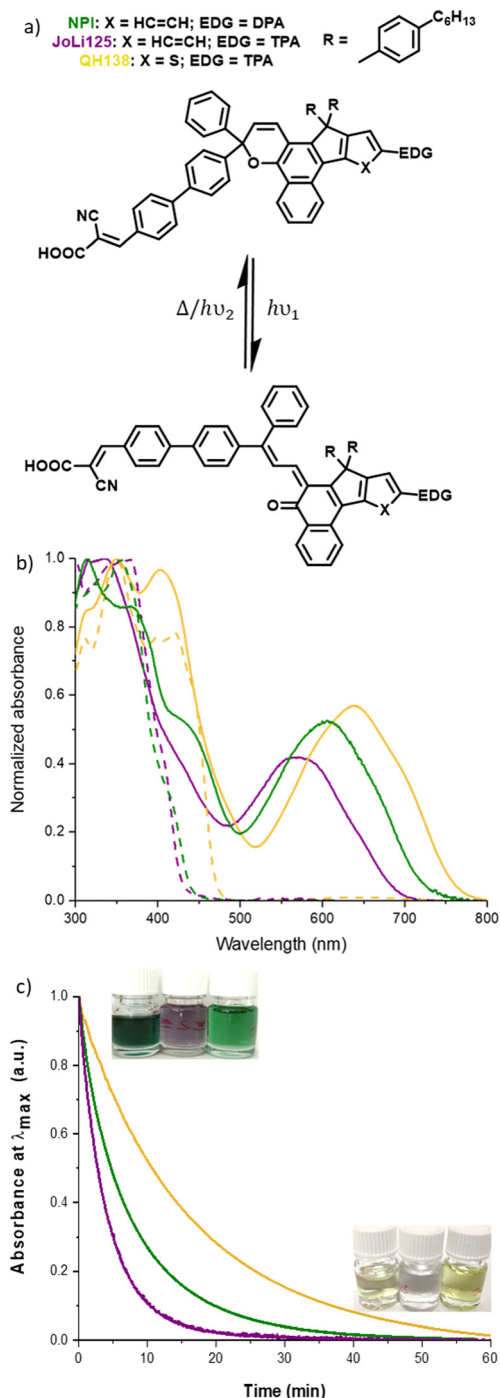 a)
NPI: X = HC=CH; EDG = DPA
JoLi125: X = HC=CH; EDG = TPA
QH138: X = S; EDG = TPA
R =
C6H13
R R
EDG
X
O
NC
HOOC
Δ/hυ2
hυ1
R R
HOOC
CN
O
X
EDG
b)
Normalized absorbance
1.0
0.8
0.6
0.4
0.2
0.0
300 400 500 600 700 800
Wavelength (nm)
c)
Absorbance at λmax (a.u.)
1.0
0.8
0.6
0.4
0.2
0.0
0 10 20 30 40 50 60
Time (min)